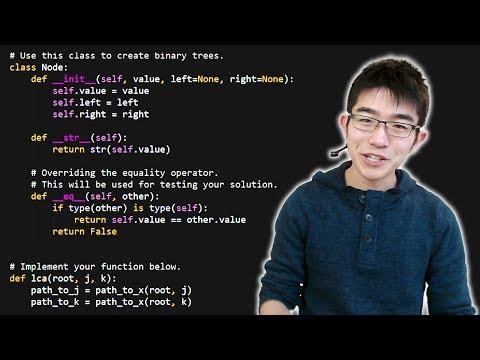 # Use this class to create binary trees.
class Node:
    def __init__(self, value, left=None, right=None):
        self.value = value
        self.left = left
        self.right = right

    def __str__(self):
        return str(self.value)

    # Overriding the equality operator.
    # This will be used for testing your solution.
    def __eq__(self, other):
        if type(other) is type(self):
            return self.value == other.value
        return False

# Implement your function below.
def lca(root, j, k):
    path_to_j = path_to_x(root, j)
    path_to_k = path_to_x(root, k)